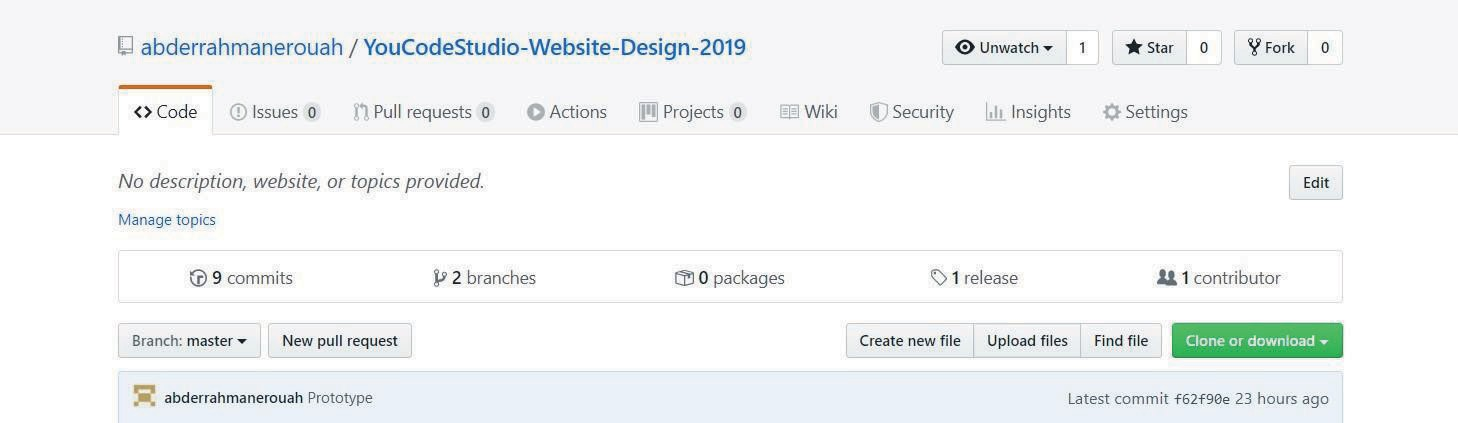 abderrahmanerouah / YouCodeStudio-Website-Design-2019 Unwatch 1 Star 0 Fork 0
Code Issues 0 Pull requests 0 Actions Projects 0 Wiki Security Insights Settings
No description, website, or topics provided. Edit
Manage topics
9 commits 2 branches 0 packages 1 release 1 contributor
Branch: master New pull request Create new file Upload files Find file Clone or download
abderrahmanerouah Prototype Latest commit f62f90e 23 hours ago